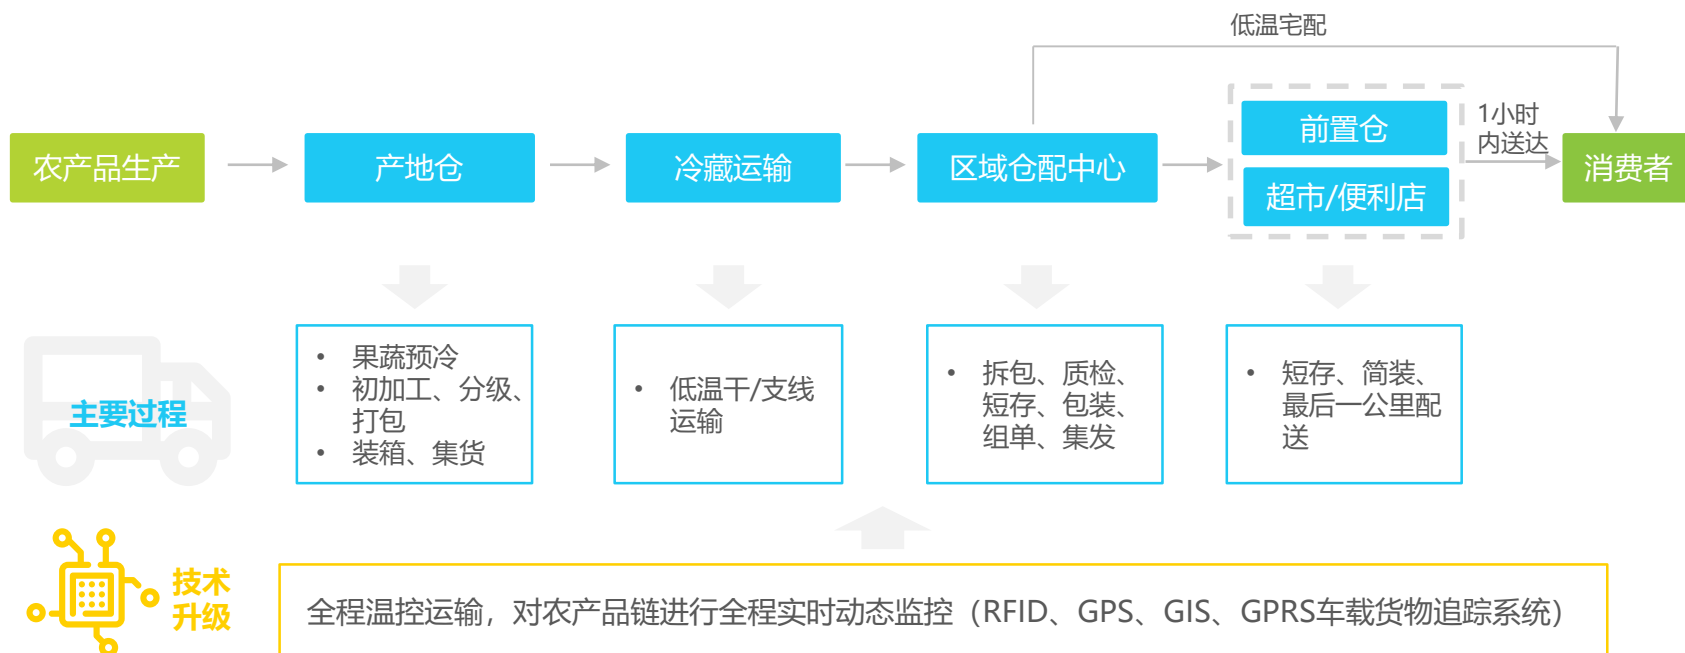 低温宅配
农产品生产
产地仓
冷藏运输
区域仓配中心
前置仓
超市/便利店
1小时
内送达
消费者
主要过程
• 果蔬预冷
• 初加工、分级、
打包
• 装箱、集货
• 低温干/支线
运输
• 拆包、质检、
短存、包装、
组单、集发
• 短存、简装、
最后一公里配
送
技术
升级
全程温控运输，对农产品链进行全程实时动态监控（RFID、GPS、GIS、GPRS车载货物追踪系统）